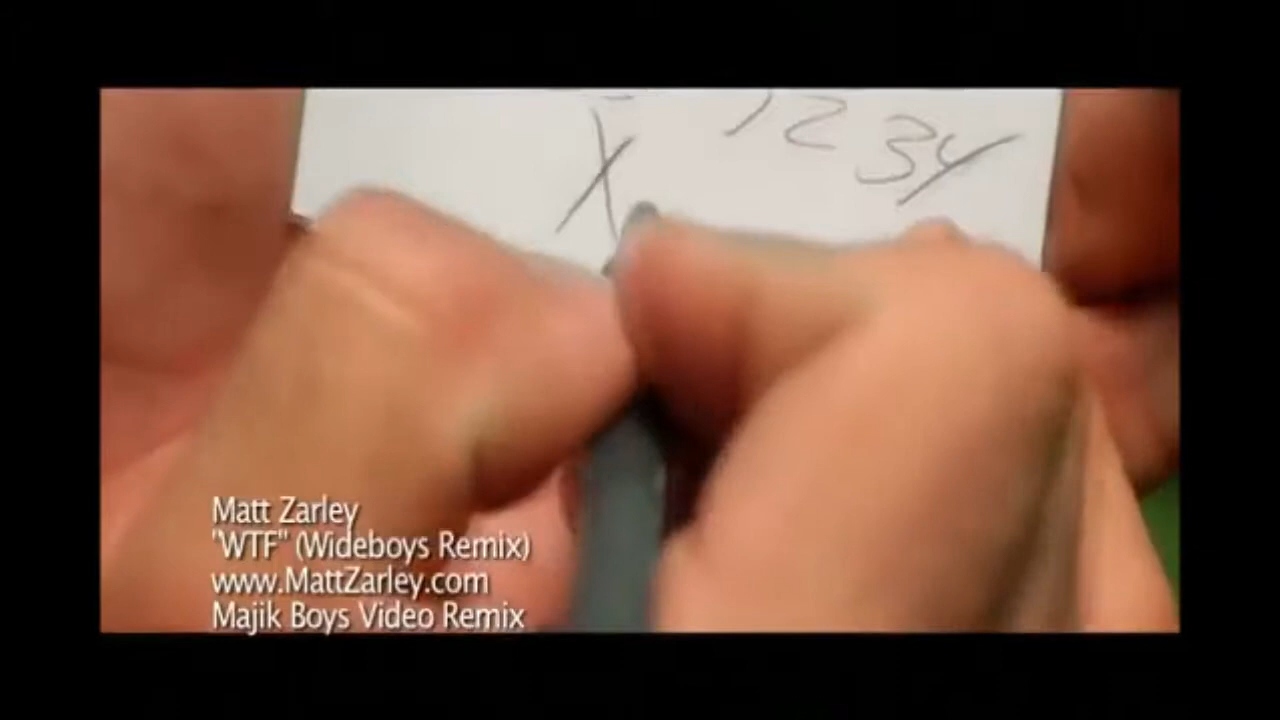 1234
X
Matt Zarley
"WTF" (Wideboys Remix)
www.MattZarley.com
Majik Boys Video Remix